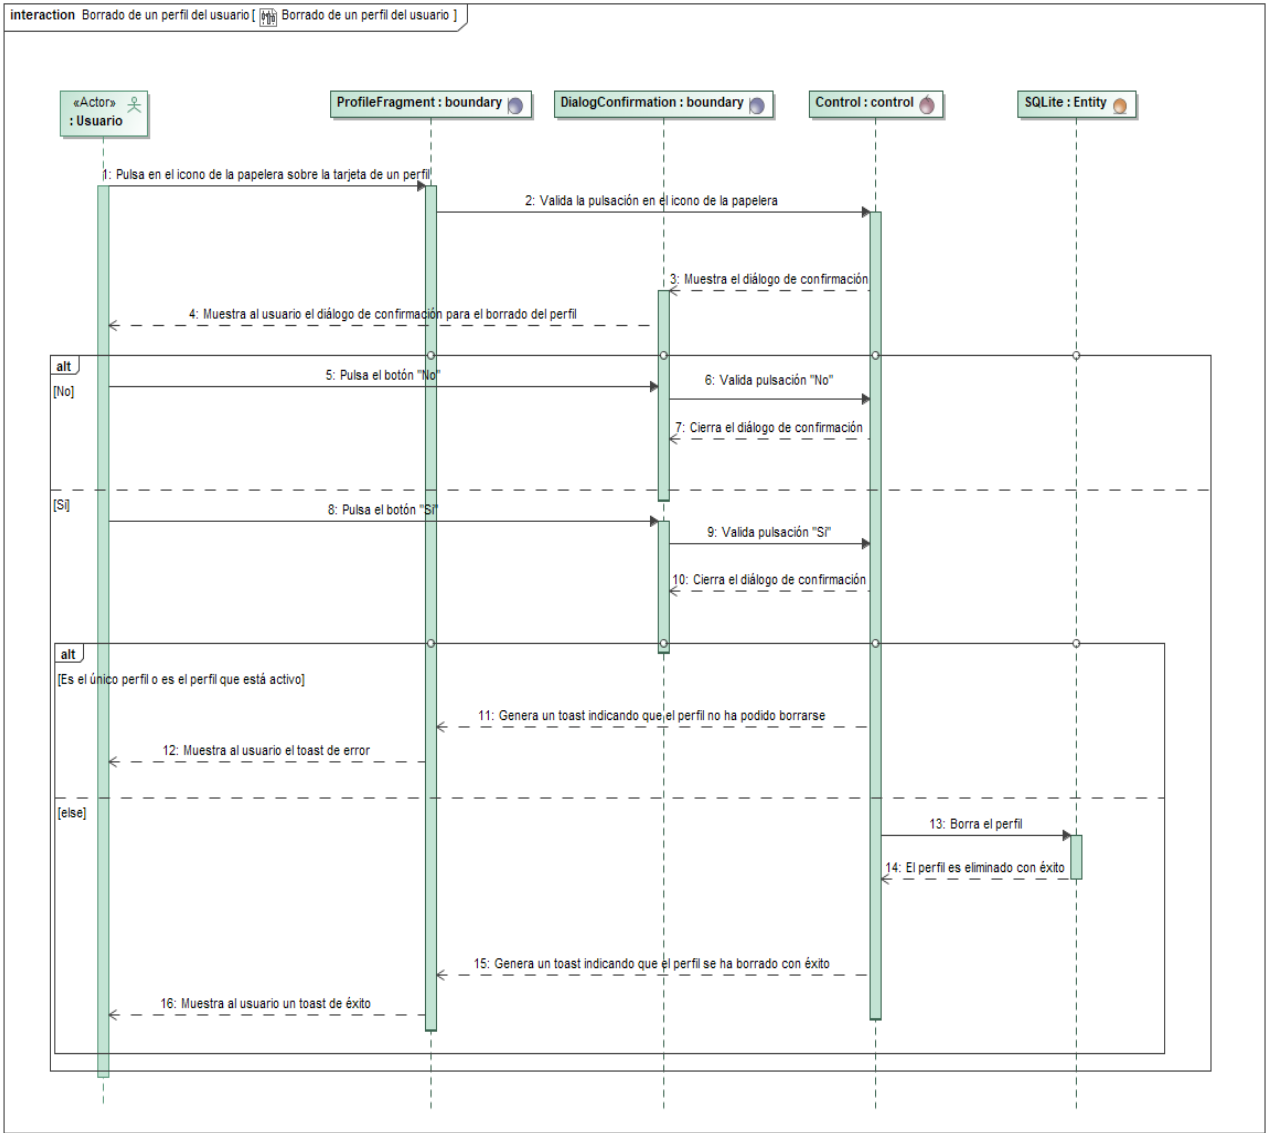 interaction Borrado de un perfil del usuario [ Borrado de un perfil del usuario ]
«Actor»
: Usuario
ProfileFragment : boundary
DialogConfirmation : boundary
Control : control
SQLite : Entity
1: Pulsa en el icono de la papelera sobre la tarjeta de un perfil
2: Valida la pulsación en el icono de la papelera
3: Muestra el diálogo de confirmación
4: Muestra al usuario el diálogo de confirmación para el borrado del perfil
alt
[No]
5: Pulsa el botón "No"
6: Valida pulsación "No"
7: Cierra el diálogo de confirmación
[Si]
8: Pulsa el botón "Si"
9: Valida pulsación "Si"
10: Cierra el diálogo de confirmación
alt
[Es el único perfil o es el perfil que está activo]
11: Genera un toast indicando que el perfil no ha podido borrarse
12: Muestra al usuario el toast de error
[else]
13: Borra el perfil
14: El perfil es eliminado con éxito
15: Genera un toast indicando que el perfil se ha borrado con éxito
16: Muestra al usuario un toast de éxito